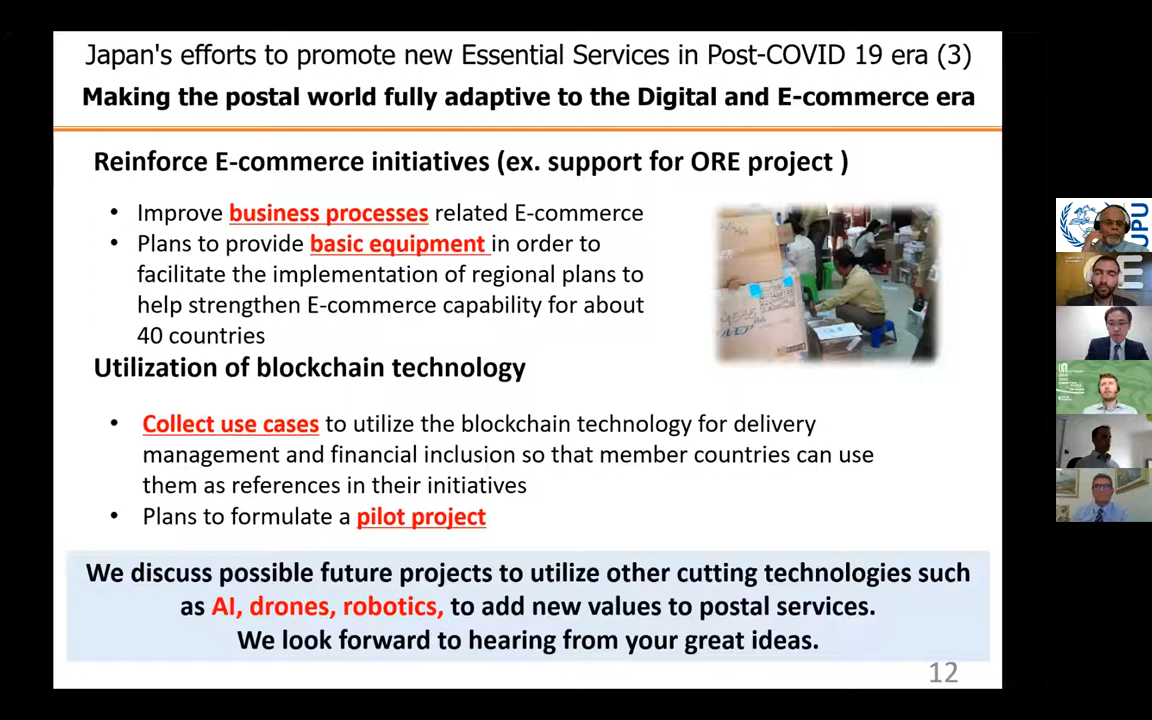 Japan's efforts to promote new Essential Services in Post-COVID 19 era (3)
Making the postal world fully adaptive to the Digital and E-commerce era
Reinforce E-commerce initiatives (ex. support for ORE project )
• Improve business processes related E-commerce
• Plans to provide basic equipment in order to
facilitate the implementation of regional plans to
help strengthen E-commerce capability for about
40 countries
Utilization of blockchain technology
• Collect use cases to utilize the blockchain technology for delivery
management and financial inclusion so that member countries can use
them as references in their initiatives
• Plans to formulate a pilot project
We discuss possible future projects to utilize other cutting technologies such
as AI, drones, robotics, to add new values to postal services.
We look forward to hearing from your great ideas.
12
UPU